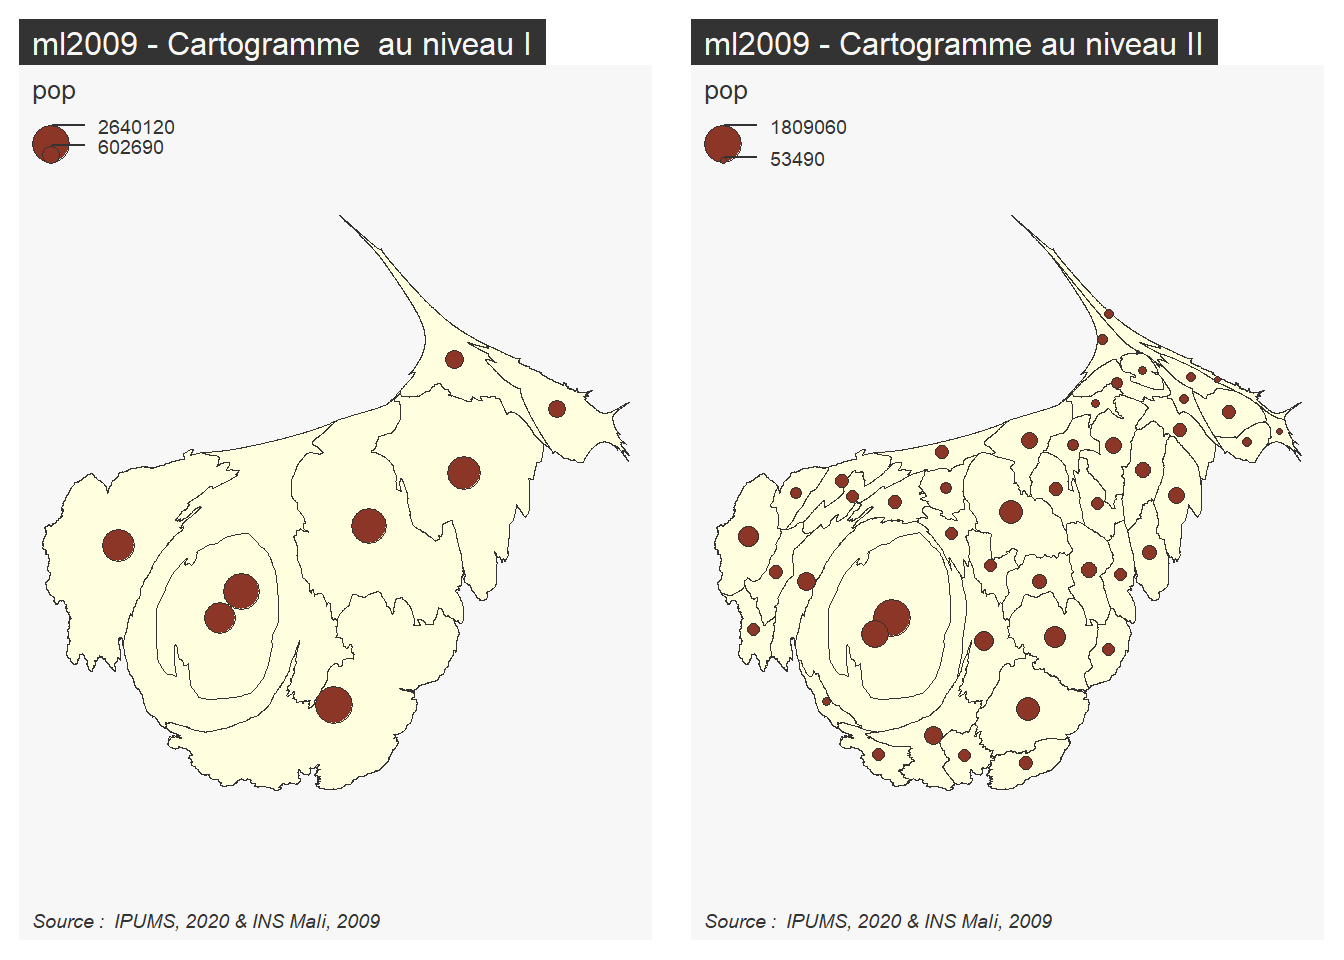 ml2009 - Cartogramme  au niveau I
pop
2640120
602690
Source :  IPUMS, 2020 & INS Mali, 2009
ml2009 - Cartogramme au niveau II
pop
1809060
53490
Source :  IPUMS, 2020 & INS Mali, 2009